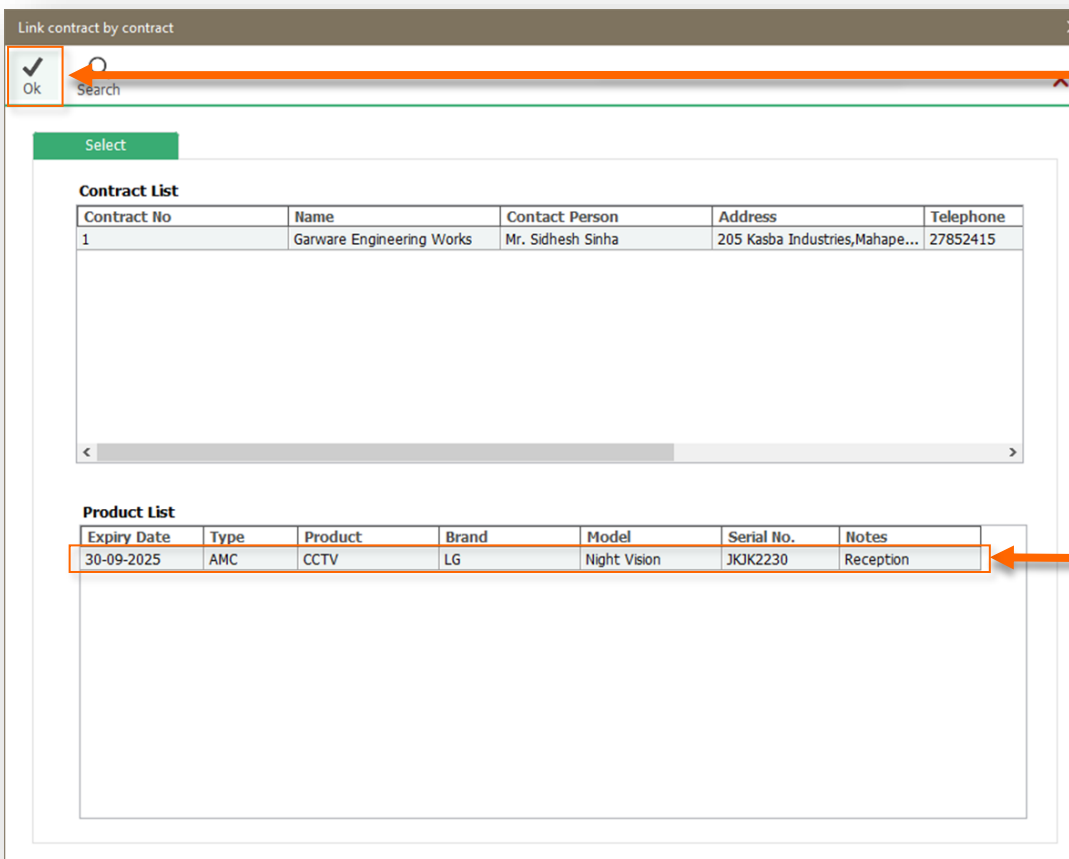 Link contract by contract
Ok
Search
Select
Contract List
Contract No Name Contact Person Address Telephone
1 Garware Engineering Works Mr. Sidhesh Sinha 205 Kasba Industries,Mahape... 27852415
Product List
Expiry Date Type Product Brand Model Serial No. Notes
30-09-2025 AMC CCTV LG Night Vision JKJK2230 Reception